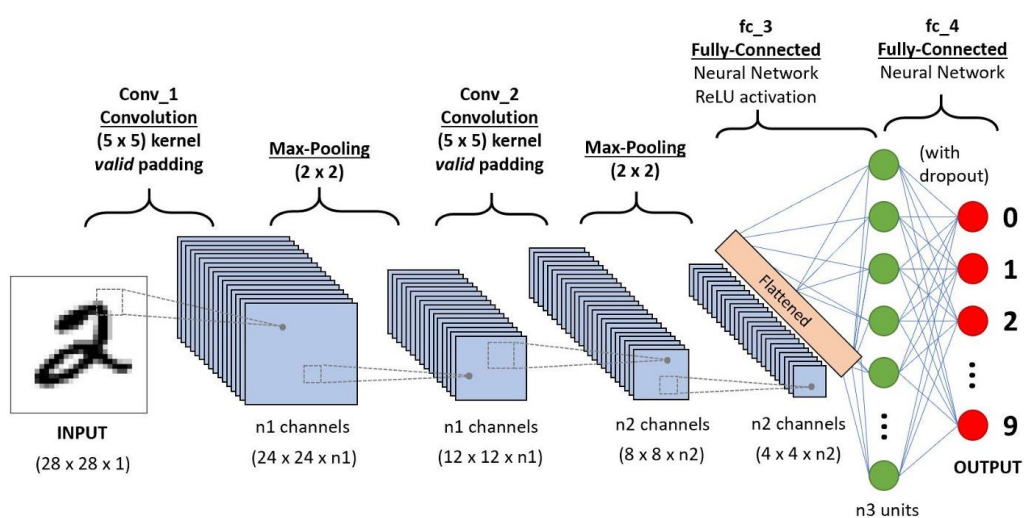 Conv_1
Convolution
(5 x 5) kernel
valid padding
Max-Pooling
(2 x 2)
Conv_2
Convolution
(5 x 5) kernel
valid padding
Max-Pooling
(2 x 2)
fc_3
Fully-Connected
Neural Network
ReLU activation
fc_4
Fully-Connected
Neural Network
(with
dropout)
2
INPUT
(28 x 28 x 1)
n1 channels
(24 x 24 x n1)
n1 channels
(12 x 12 x n1)
n2 channels
(8 x 8 x n2)
n2 channels
(4 x 4 x n2)
Flattened
n3 units
0
1
2
9
OUTPUT